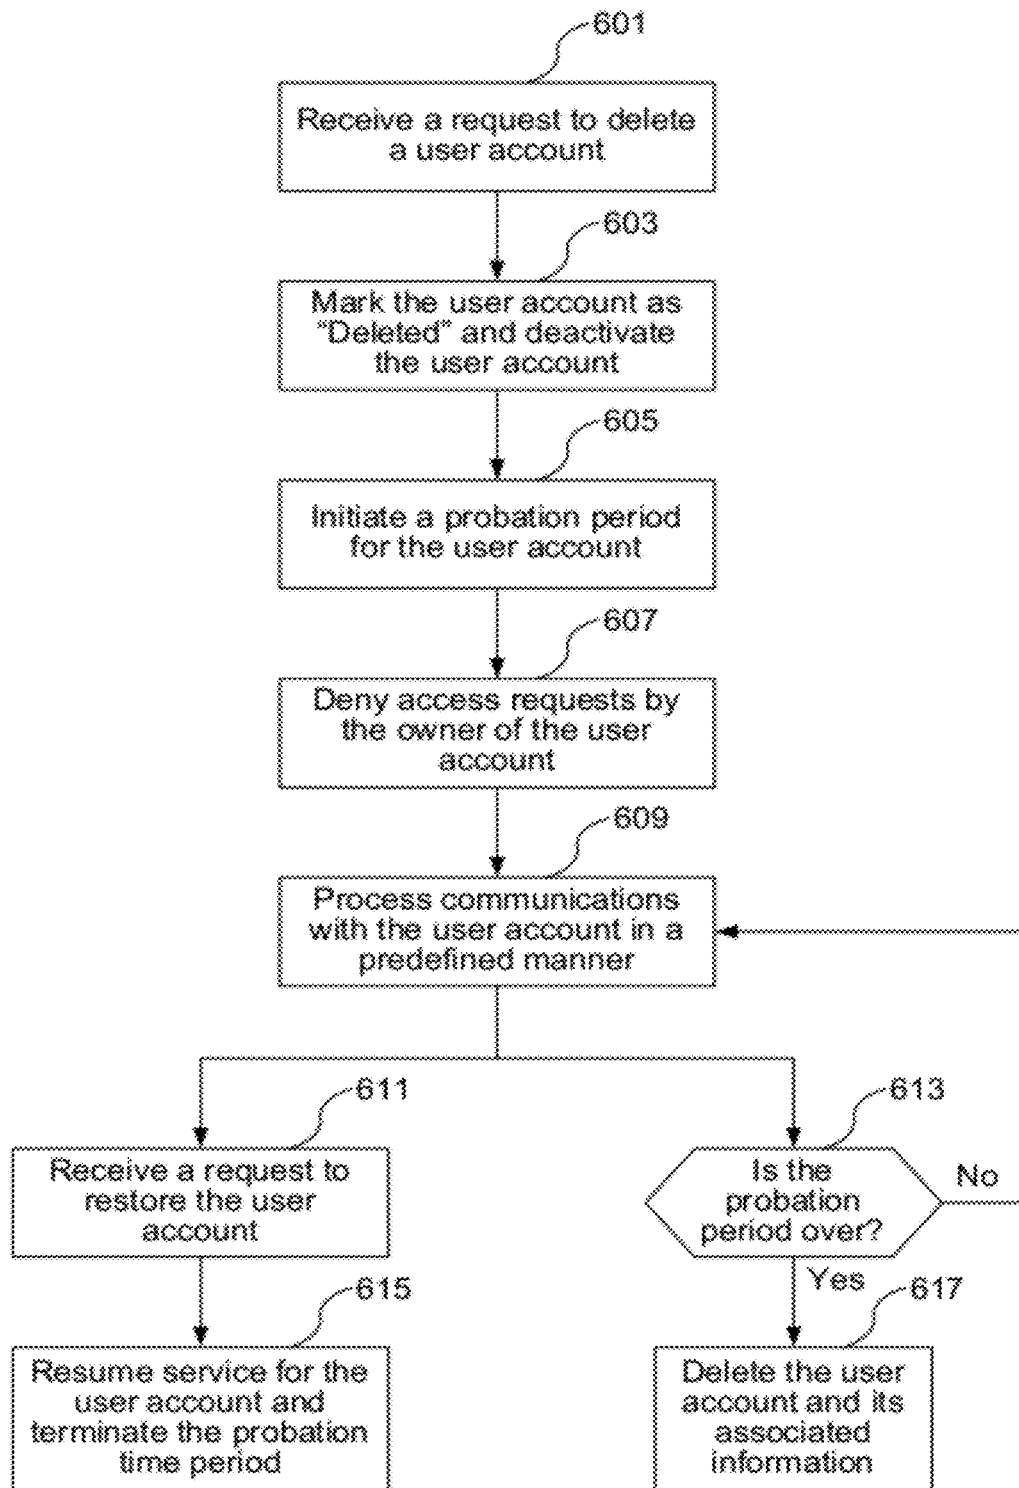 601
Receive a request to delete
a user account
603
Mark the user account as
“Deleted” and deactivate
the user account
605
Initiate a probation period
for the user account
607
Deny access requests by
the owner of the user
account
609
Process communications
with the user account in a
predefined manner
611
Receive a request to
restore the user
account
613
Is the
probation
period over?
No
Yes
615
Resume service for the
user account and
terminate the probation
time period
617
Delete the user
account and its
associated
information